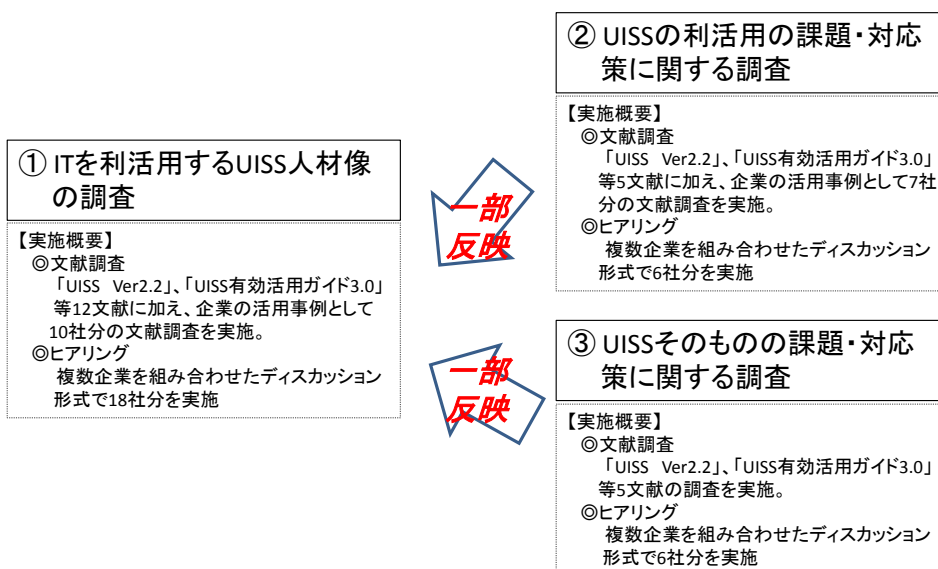 ① ITを利活用するUISS人材像
の調査
【実施概要】
◎文献調査
「UISS Ver2.2」、「UISS有効活用ガイド3.0」
等12文献に加え、企業の活用事例として
10社分の文献調査を実施。
◎ヒアリング
複数企業を組み合わせたディスカッション
形式で18社分を実施
一部
反映
一部
反映
② UISSの利活用の課題・対応
策に関する調査
【実施概要】
◎文献調査
「UISS Ver2.2」、「UISS有効活用ガイド3.0」
等5文献に加え、企業の活用事例として7社
分の文献調査を実施。
◎ヒアリング
複数企業を組み合わせたディスカッション
形式で6社分を実施
③ UISSそのものの課題・対応
策に関する調査
【実施概要】
◎文献調査
「UISS Ver2.2」、「UISS有効活用ガイド3.0」
等5文献の調査を実施。
◎ヒアリング
複数企業を組み合わせたディスカッション
形式で6社分を実施